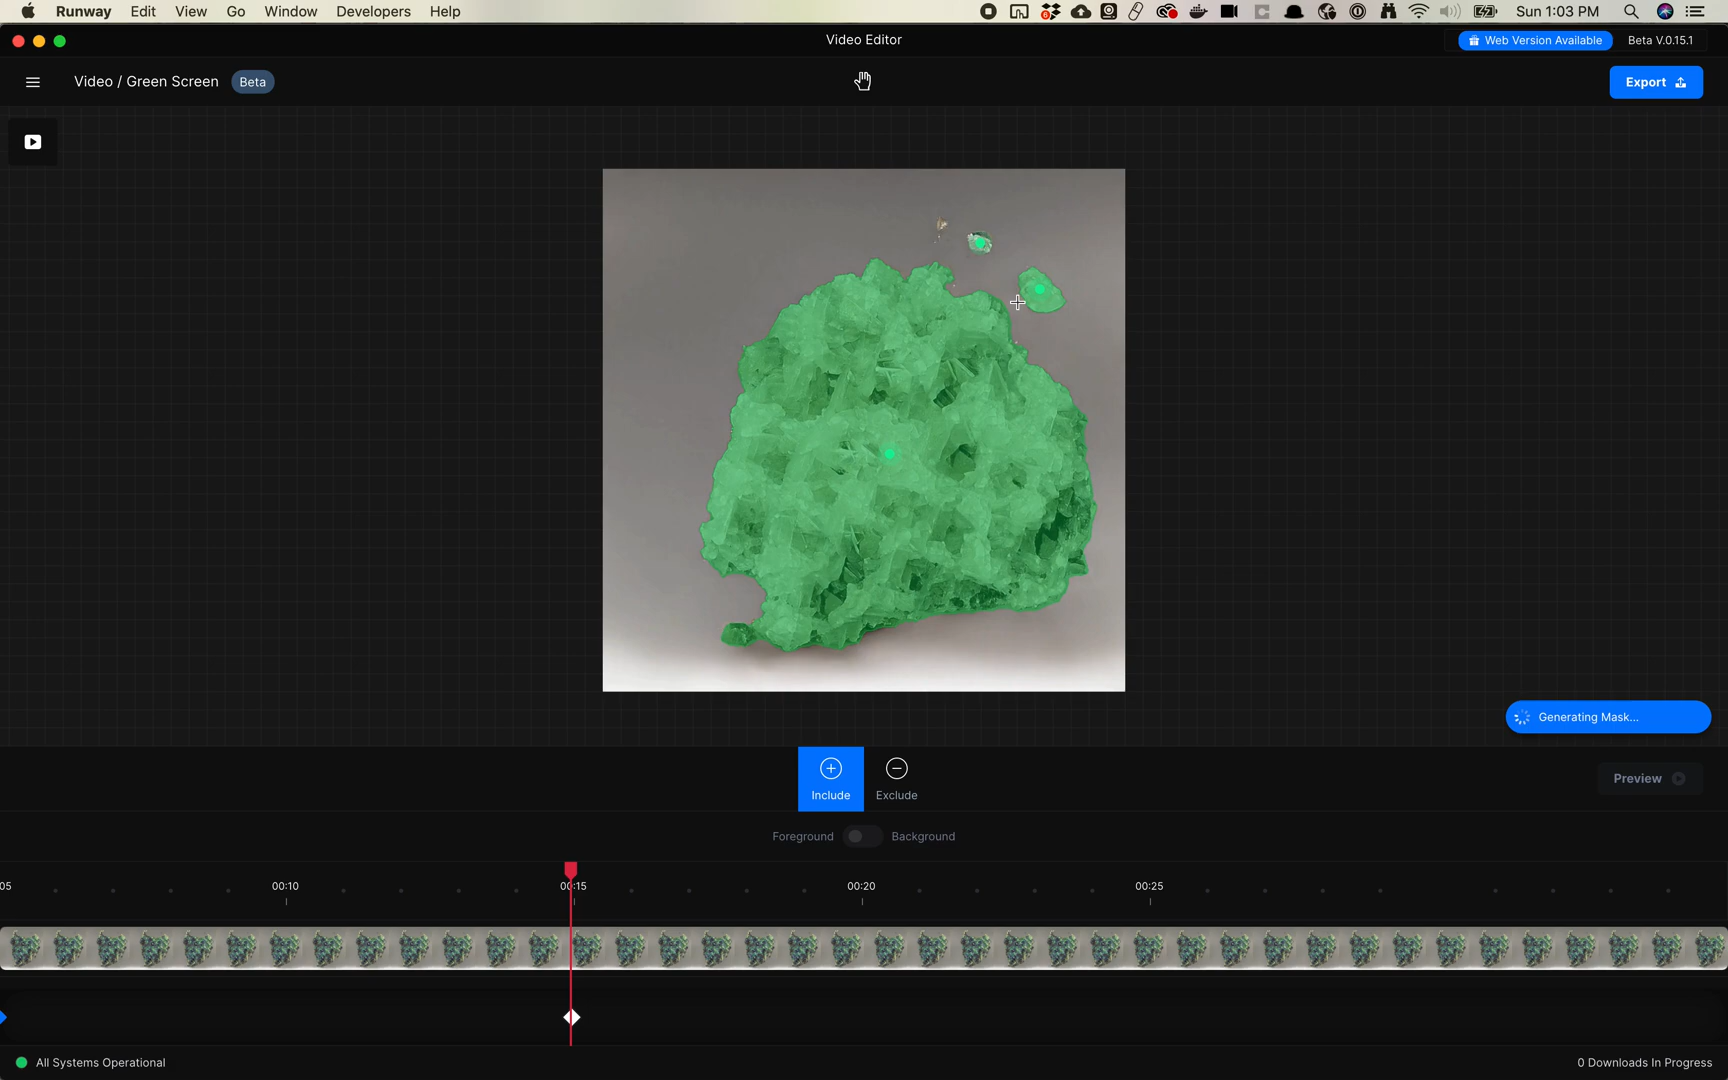 Runway Edit View Go Window Developers Help
6
Sun 1:03 PM
Video Editor
Web Version Available
Beta V.0.15.1
Video / Green Screen
Beta
Export
Generating Mask...
Include
Exclude
Preview
Foreground
Background
05
00:10
00:15
00:20
00:25
All Systems Operational
0 Downloads In Progress